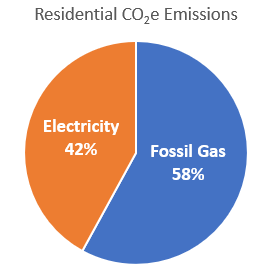 Residential CO₂e Emissions
Electricity
42%
Fossil Gas
58%